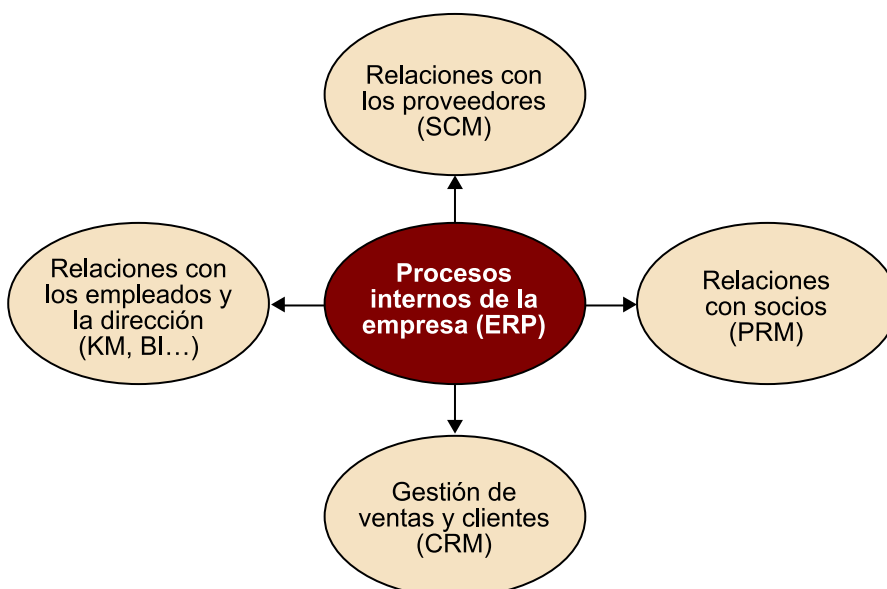 Relaciones con
los proveedores
(SCM)
Relaciones con
los empleados y
la dirección
(KM, BI…)
Procesos
internos de la
empresa (ERP)
Relaciones
con socios
(PRM)
Gestión de
ventas y clientes
(CRM)